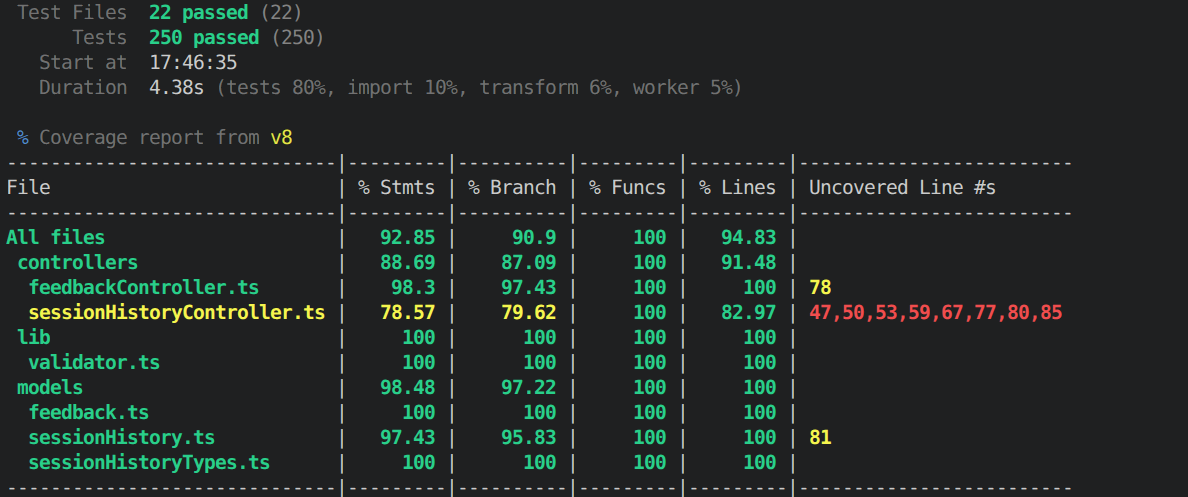 Test Files  22 passed (22)
     Tests  250 passed (250)
  Start at  17:46:35
  Duration  4.38s (tests 80%, import 10%, transform 6%, worker 5%)
% Coverage report from v8
------------------------------|---------|----------|---------|---------|-------------------------
File                          | % Stmts | % Branch | % Funcs | % Lines | Uncovered Line #s
------------------------------|---------|----------|---------|---------|-------------------------
All files                     |   92.85 |     90.9 |     100 |   94.83 |
 controllers                  |   88.69 |    87.09 |     100 |   91.48 |
  feedbackController.ts       |    98.3 |    97.43 |     100 |     100 | 78
  sessionHistoryController.ts |   78.57 |    79.62 |     100 |   82.97 | 47,50,53,59,67,77,80,85
 lib                          |     100 |      100 |     100 |     100 |
  validator.ts                |     100 |      100 |     100 |     100 |
 models                       |   98.48 |    97.22 |     100 |     100 |
  feedback.ts                 |     100 |      100 |     100 |     100 |
  sessionHistory.ts           |   97.43 |    95.83 |     100 |     100 | 81
  sessionHistoryTypes.ts      |     100 |      100 |     100 |     100 |
------------------------------|---------|----------|---------|---------|-------------------------